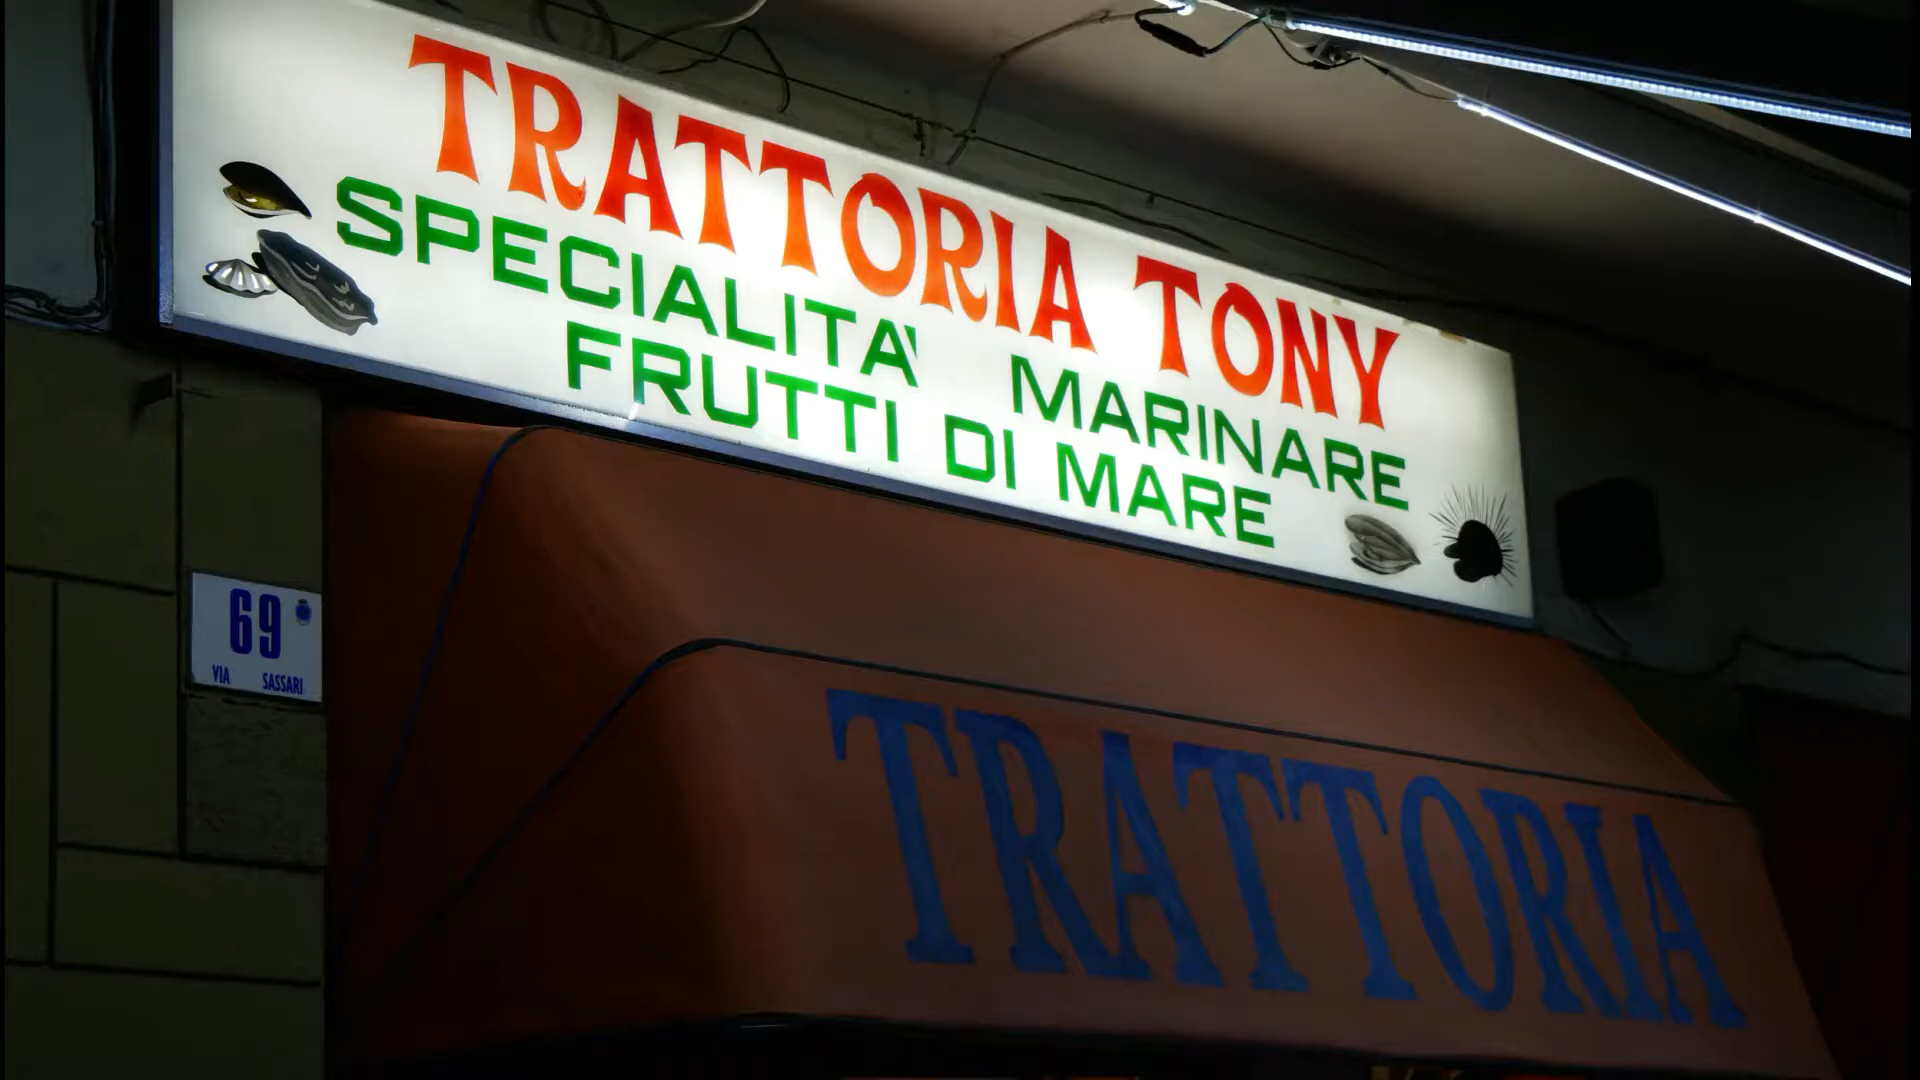 TRATTORIA TONY
SPECIALITA' MARINARE
FRUTTI DI MARE
69
VIA SASSARI
TRATTORIA